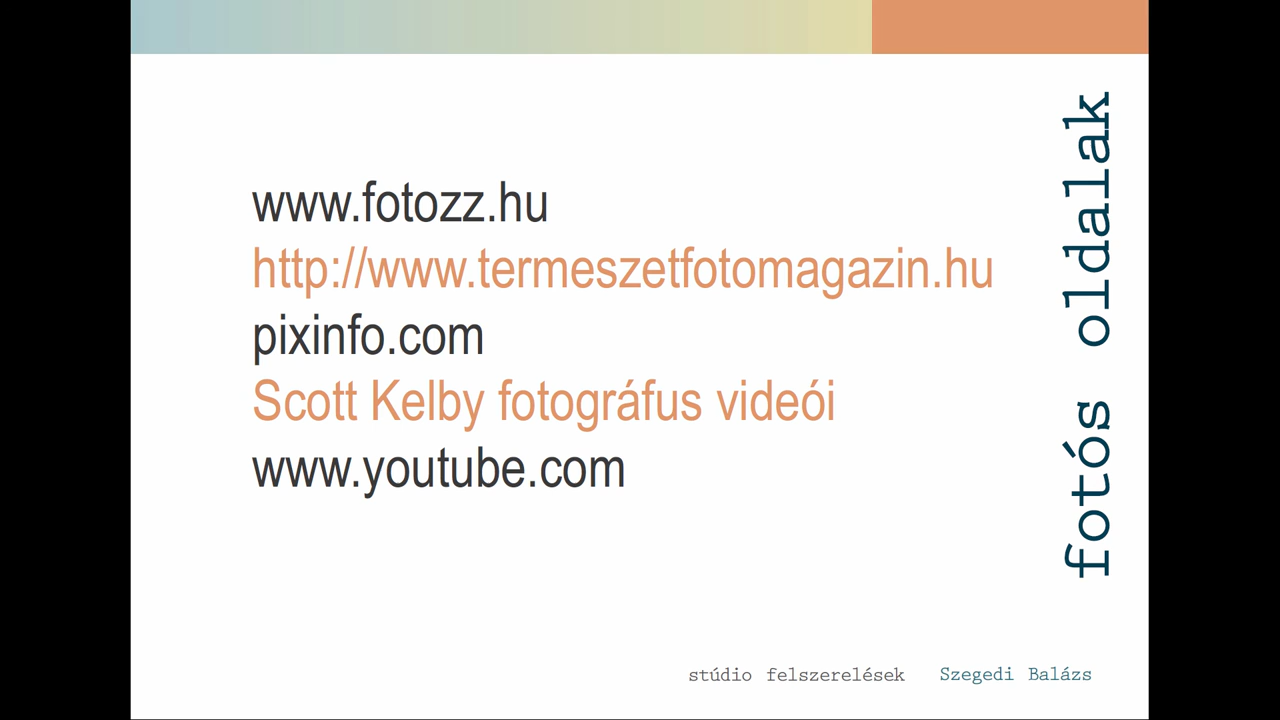 www.fotozz.hu
http://www.termeszetfotomagazin.hu
pixinfo.com
Scott Kelby fotográfus videói
www.youtube.com
fotós oldalak
stúdio felszerelések Szegedi Balázs